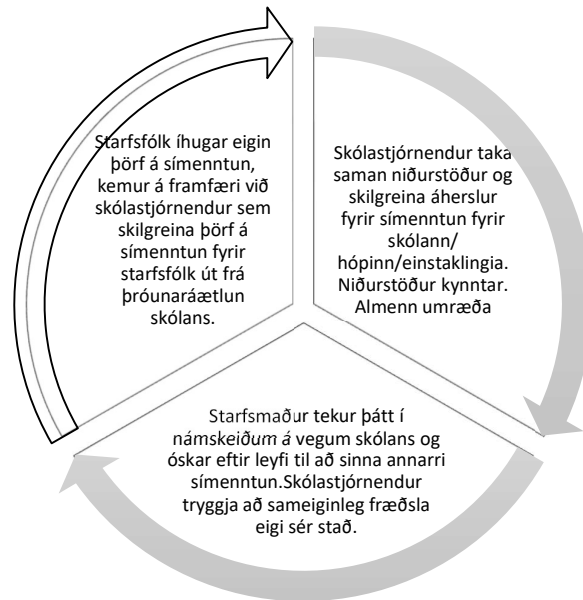 Starfsfólk íhugar eigin
þörf á símenntun,
kemur á framfæri við
skólastjórnendur sem
skilgreina þörf á
símenntun fyrir
starfsfólk út frá
þróunaráætlun
skólans.
Skólastjórnendur taka
saman niðurstöður og
skilgreina áherslur
fyrir símenntun fyrir
skólann/
hópinn/einstaklingia.
Niðurstöður kynntar.
Almenn umræða
Starfsmaður tekur þátt í
námskeiðum á vegum skólans og
óskar eftir leyfi til að sinna annarri
símenntun.Skólastjórnendur
tryggja að sameiginleg fræðsla
eigi sér stað.